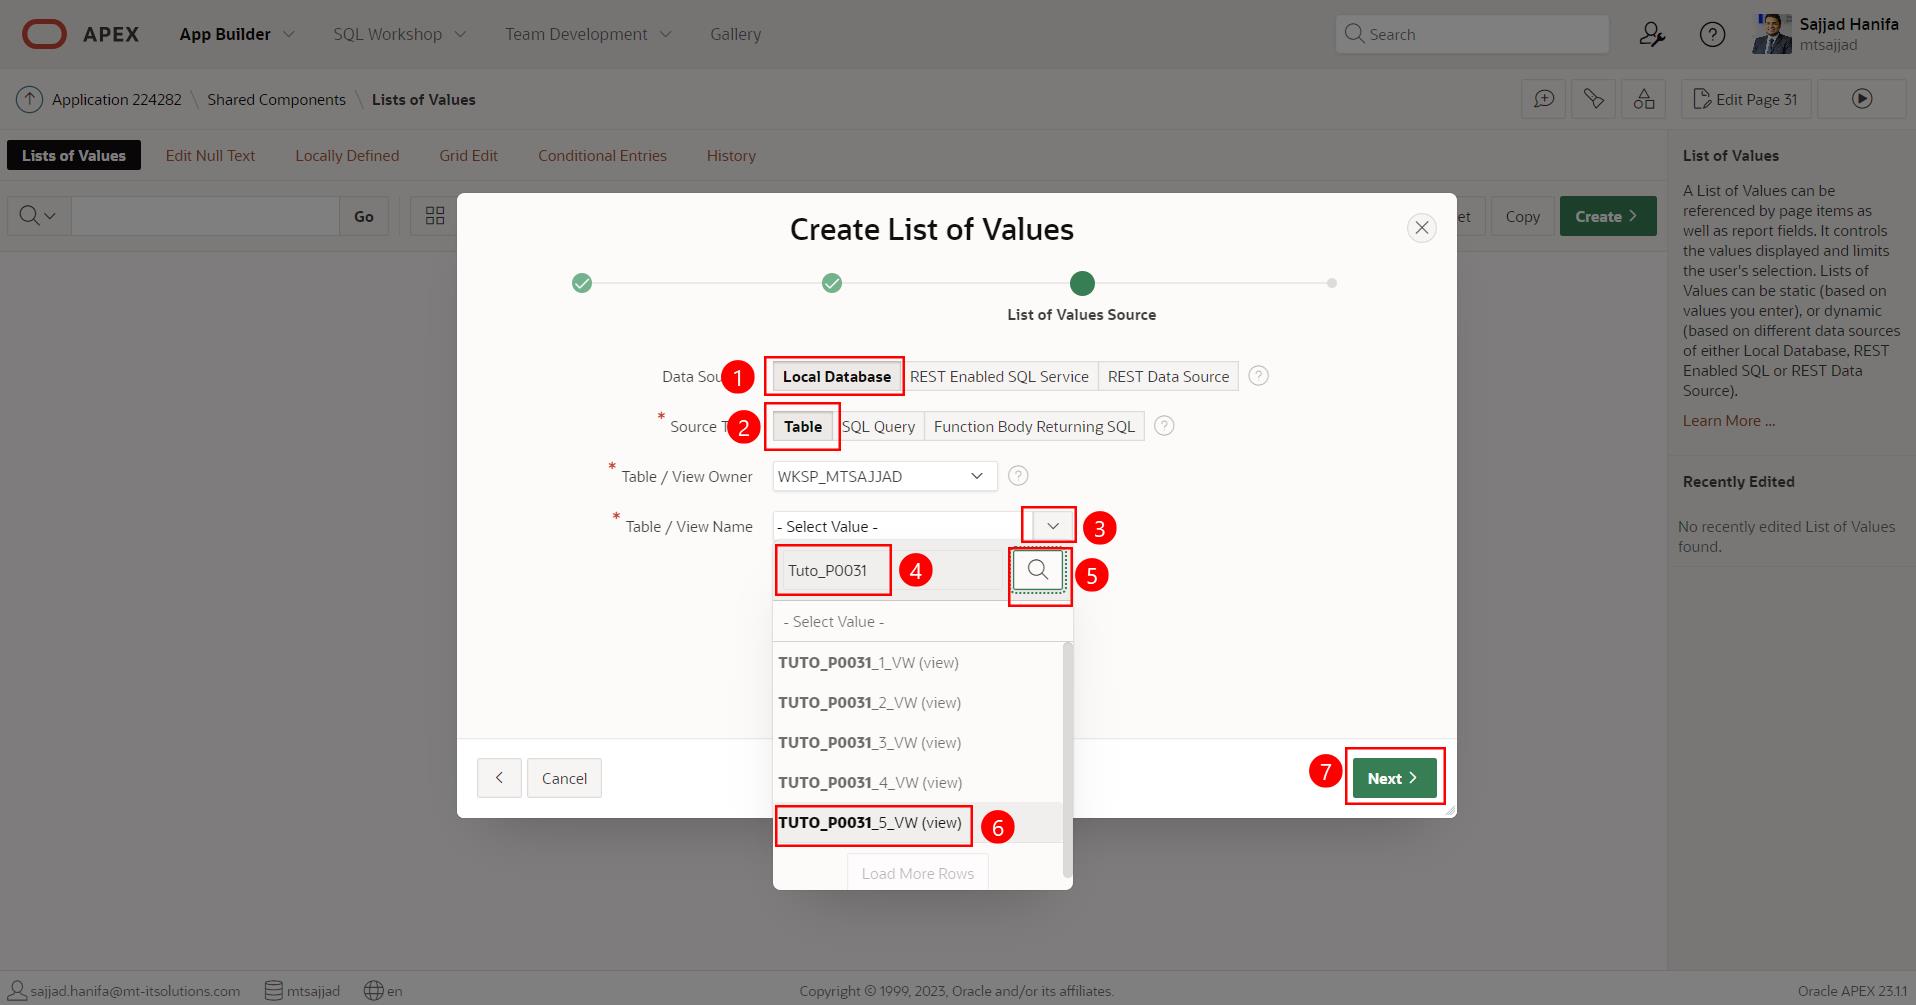 APEX App Builder SQL Workshop Team Development Gallery Search Sajjad Hanifa
mtsajjad
Application 224282 \ Shared Components \ Lists of Values Edit Page 31
Lists of Values Edit Null Text Locally Defined Grid Edit Conditional Entries History
Go Copy Create
Create List of Values
List of Values Source
Data Sou 1 Local Database REST Enabled SQL Service REST Data Source ?
* Source T 2 Table SQL Query Function Body Returning SQL ?
* Table / View Owner WKSP_MTSAJJAD ?
* Table / View Name - Select Value - 3
Tuto_P0031 4 5
- Select Value -
TUTO_P0031_1_VW (view)
TUTO_P0031_2_VW (view)
TUTO_P0031_3_VW (view)
TUTO_P0031_4_VW (view)
TUTO_P0031_5_VW (view) 6
Load More Rows
Cancel 7 Next
List of Values
A List of Values can be
referenced by page items as
well as report fields. It controls
the values displayed and limits
the user's selection. Lists of
Values can be static (based on
values you enter), or dynamic
(based on different data sources
of either Local Database, REST
Enabled SQL or REST Data
Source).
Learn More ...
Recently Edited
No recently edited List of Values
found.
sajjad.hanifa@mt-itsolutions.com mtsajjad en Copyright © 1999, 2023, Oracle and/or its affiliates. Oracle APEX 23.1.1